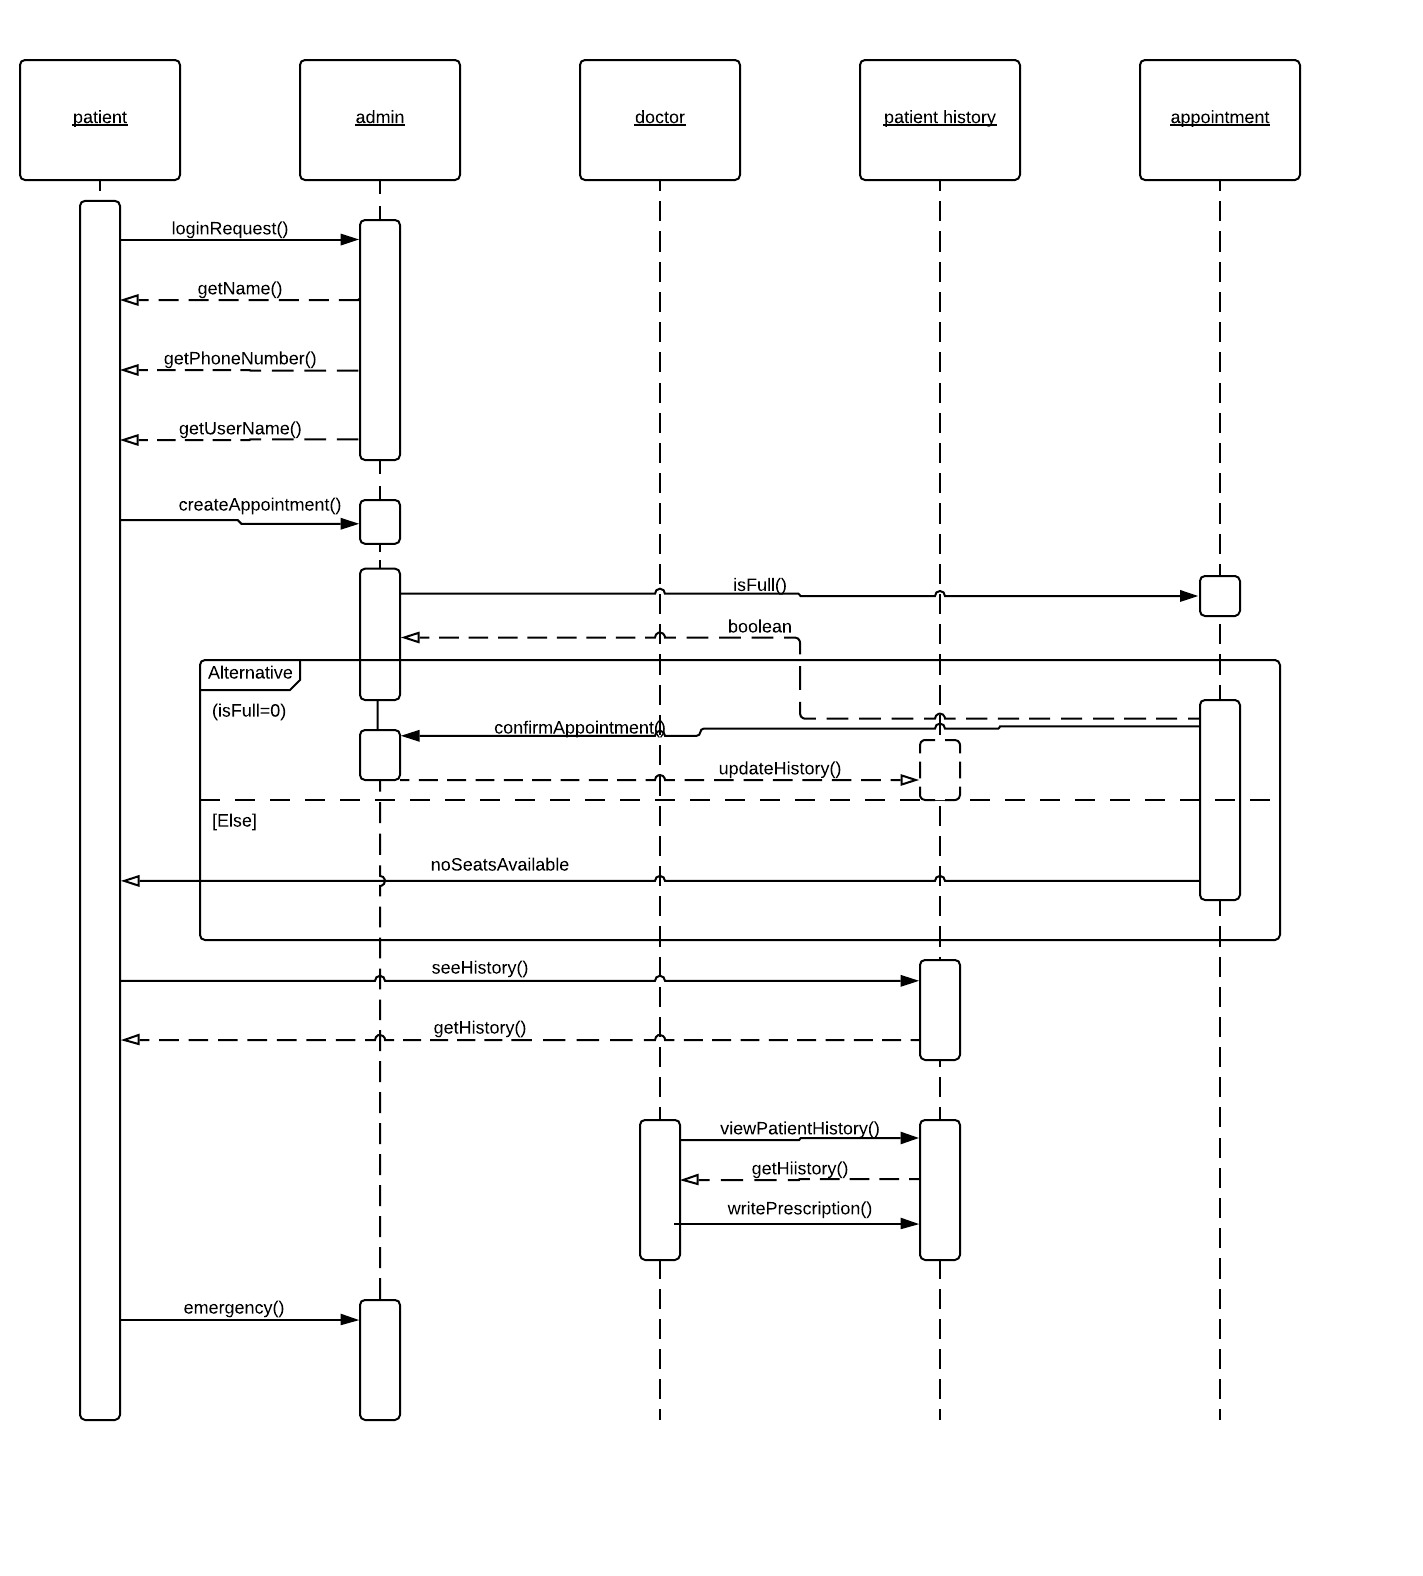 patient
admin
doctor
patient history
appointment
loginRequest()
getName()
getPhoneNumber()
getUserName()
createAppointment()
isFull()
boolean
Alternative
(isFull=0)
confirmAppointment()
updateHistory()
[Else]
noSeatsAvailable
seeHistory()
getHistory()
viewPatientHistory()
getHiistory()
writePrescription()
emergency()